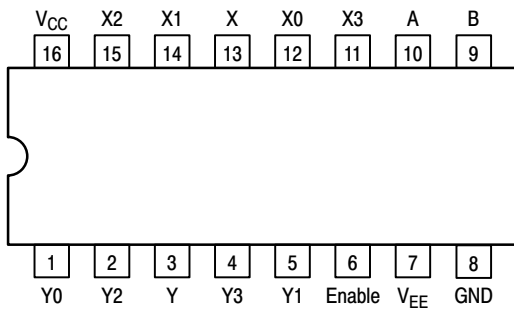 VCC X2 X1 X X0 X3 A B
16 15 14 13 12 11 10 9
1 2 3 4 5 6 7 8
Y0 Y2 Y Y3 Y1 Enable VEE GND